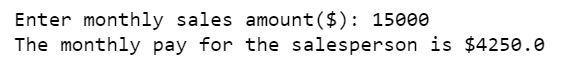 Enter monthly sales amount($): 15000
The monthly pay for the salesperson is $4250.0